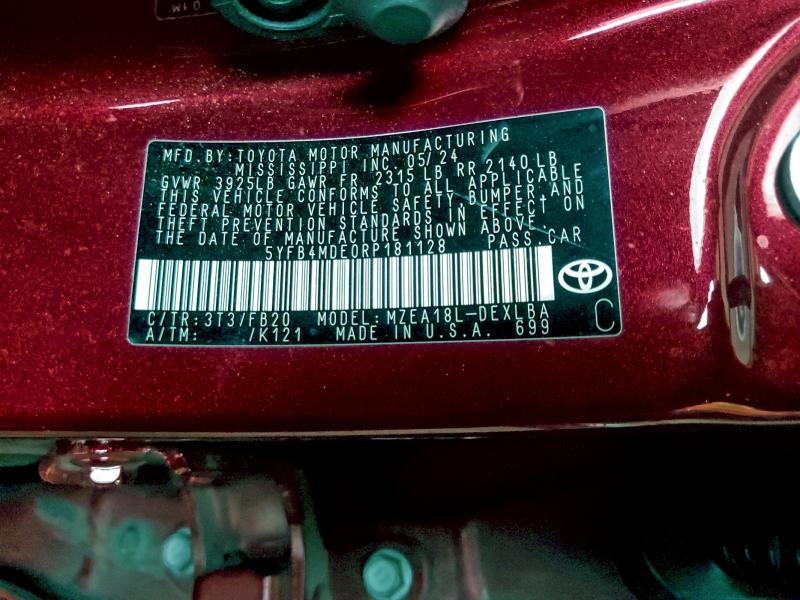 MFD.BY:TOYOTA MOTOR MANUFACTURING
MISSISSIPPI,INC. 05/24
GVWR 3925LB GAWR FR 2315 LB RR 2140 LB
THIS VEHICLE CONFORMS TO ALL APPLICABLE
FEDERAL MOTOR VEHICLE SAFETY,BUMPER,AND
THEFT PREVENTION STANDARDS IN EFFECT ON
THE DATE OF MANUFACTURE SHOWN ABOVE.
5YFB4MDE0RP181128 PASS.CAR
C/TR:3T3/FB20 MODEL:MZEA18L-DEXLBA
A/TM: /K121 MADE IN U.S.A. 699 C